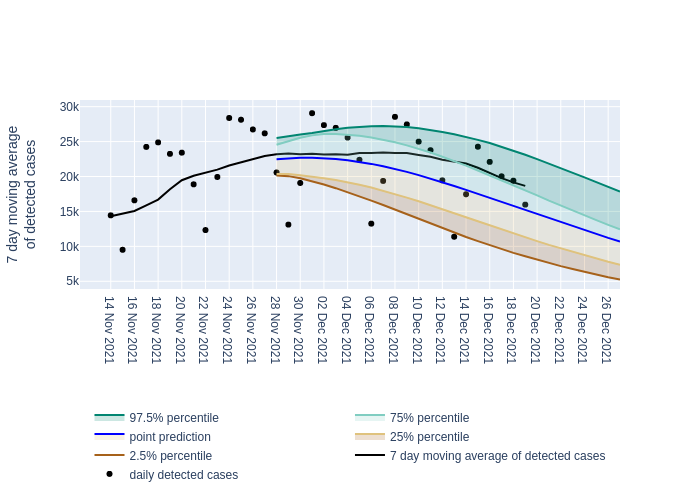 7 day moving average
of detected cases
30k
25k
20k
15k
10k
5k
14 Nov 2021
16 Nov 2021
18 Nov 2021
20 Nov 2021
22 Nov 2021
24 Nov 2021
26 Nov 2021
28 Nov 2021
30 Nov 2021
02 Dec 2021
04 Dec 2021
06 Dec 2021
08 Dec 2021
10 Dec 2021
12 Dec 2021
14 Dec 2021
16 Dec 2021
18 Dec 2021
20 Dec 2021
22 Dec 2021
24 Dec 2021
26 Dec 2021
97.5% percentile
75% percentile
point prediction
25% percentile
2.5% percentile
7 day moving average of detected cases
daily detected cases